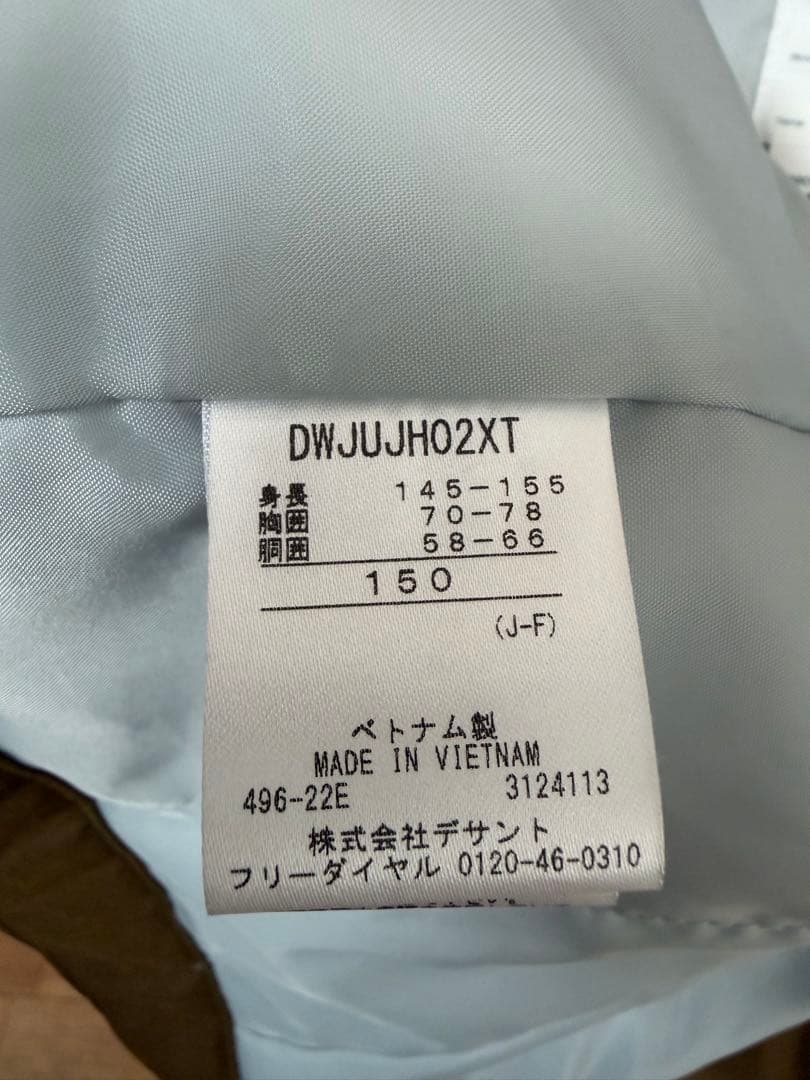 DWJUJH02XT
身長 145-155
胸囲 70-78
胴囲 58-66
150
(J-F)
ベトナム製
MADE IN VIETNAM
496-22E 3124113
株式会社デサント
フリーダイヤル 0120-46-0310